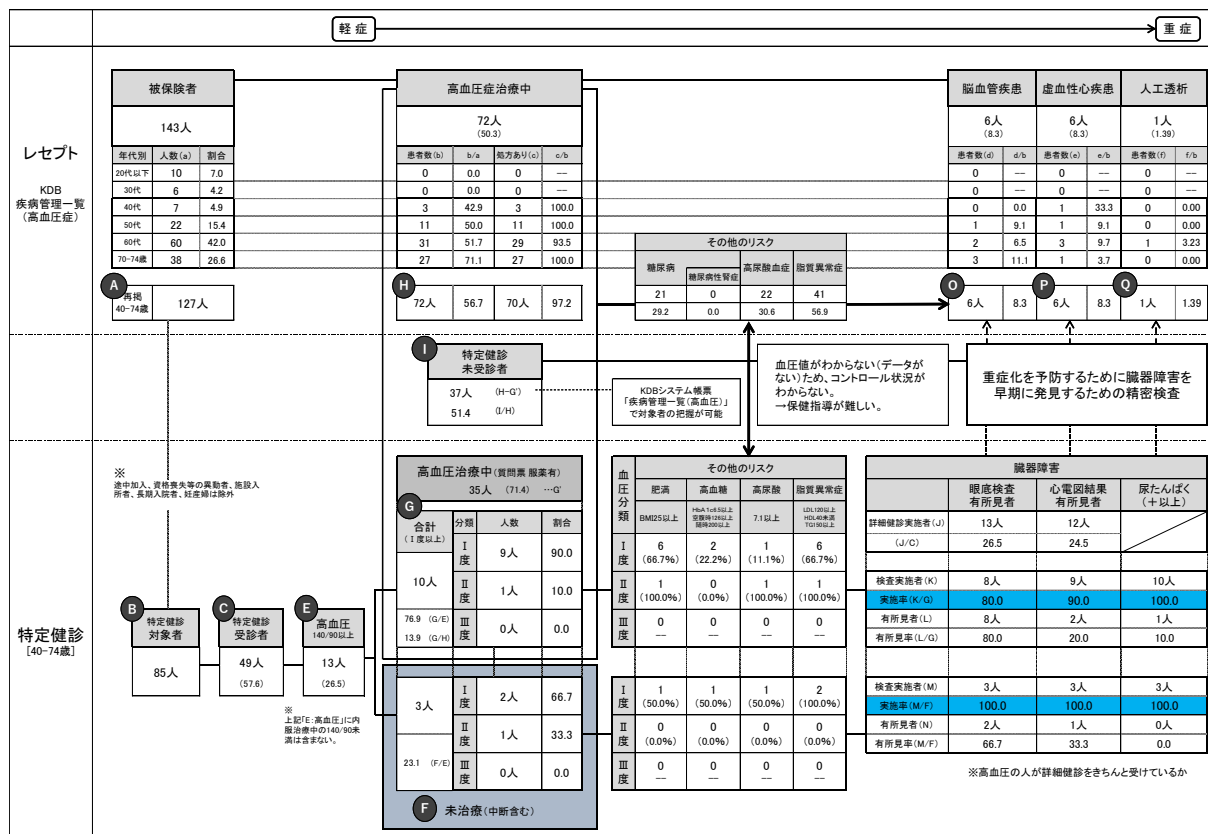 軽症
重症
レセプト
KDB
疾病管理一覧
(高血圧症)
被保険者
143人
年代別 人数(a) 割合
20代以下 10 7.0
30代 6 4.2
40代 7 4.9
50代 22 15.4
60代 60 42.0
70-74歳 38 26.6
A
再掲
40-74歳
127人
高血圧症治療中
72人
(50.3)
患者数(b) b/a 処方あり(c) c/b
0 0.0 0 --
0 0.0 0 --
3 42.9 3 100.0
11 50.0 11 100.0
31 51.7 29 93.5
27 71.1 27 100.0
H
72人 56.7 70人 97.2
その他のリスク
糖尿病 糖尿病性腎症 高尿酸血症 脂質異常症
21 0 22 41
29.2 0.0 30.6 56.9
脳血管疾患 虚血性心疾患 人工透析
6人 6人 1人
(8.3) (8.3) (1.39)
患者数(d) d/b 患者数(e) e/b 患者数(f) f/b
0 -- 0 -- 0 --
0 -- 0 -- 0 --
0 0.0 1 33.3 0 0.00
1 9.1 1 9.1 0 0.00
2 6.5 3 9.7 1 3.23
3 11.1 1 3.7 0 0.00
O P Q
6人 8.3 6人 8.3 1人 1.39
I
特定健診
未受診者
37人 (H-G')
51.4 (I/H)
KDBシステム帳票
「疾病管理一覧(高血圧)」
で対象者の把握が可能
血圧値がわからない(データが
ない)ため、コントロール状況が
わからない。
→保健指導が難しい。
重症化を予防するために臓器障害を
早期に発見するための精密検査
特定健診
[40-74歳]
※
途中加入、資格喪失等の異動者、施設入
所者、長期入院者、妊産婦は除外
B
特定健診
対象者
85人
C
特定健診
受診者
49人
(57.6)
E
高血圧
140/90以上
13人
(26.5)
※
上記「E:高血圧」に内
服治療中の140/90未
満は含まない。
高血圧治療中(質問票 服薬有)
35人 (71.4) …G'
G
合計
(Ⅰ度以上)
分類 人数 割合
10人
76.9 (G/E)
13.9 (G/H)
Ⅰ度 9人 90.0
Ⅱ度 1人 10.0
Ⅲ度 0人 0.0
3人
23.1 (F/E)
Ⅰ度 2人 66.7
Ⅱ度 1人 33.3
Ⅲ度 0人 0.0
F 未治療(中断含む)
血圧分類
その他のリスク
肥満 高血糖 高尿酸 脂質異常症
BMI25以上
HbA1c6.5以上
空腹時126以上
随時200以上
7.1以上
LDL120以上
HDL40未満
TG150以上
Ⅰ度 6 2 1 6
(66.7%) (22.2%) (11.1%) (66.7%)
Ⅱ度 1 0 1 1
(100.0%) (0.0%) (100.0%) (100.0%)
Ⅲ度 0 0 0 0
-- -- -- --
Ⅰ度 1 1 1 2
(50.0%) (50.0%) (50.0%) (100.0%)
Ⅱ度 0 0 0 0
(0.0%) (0.0%) (0.0%) (0.0%)
Ⅲ度 0 0 0 0
-- -- -- --
臓器障害
眼底検査
有所見者
心電図結果
有所見者
尿たんぱく
(+以上)
詳細健診実施者(J) 13人 12人
(J/C) 26.5 24.5
検査実施者(K) 8人 9人 10人
実施率(K/G) 80.0 90.0 100.0
有所見者(L) 8人 2人 1人
有所見率(L/G) 80.0 20.0 10.0
検査実施者(M) 3人 3人 3人
実施率(M/F) 100.0 100.0 100.0
有所見者(N) 2人 1人 0人
有所見率(M/F) 66.7 33.3 0.0
※高血圧の人が詳細健診をきちんと受けているか